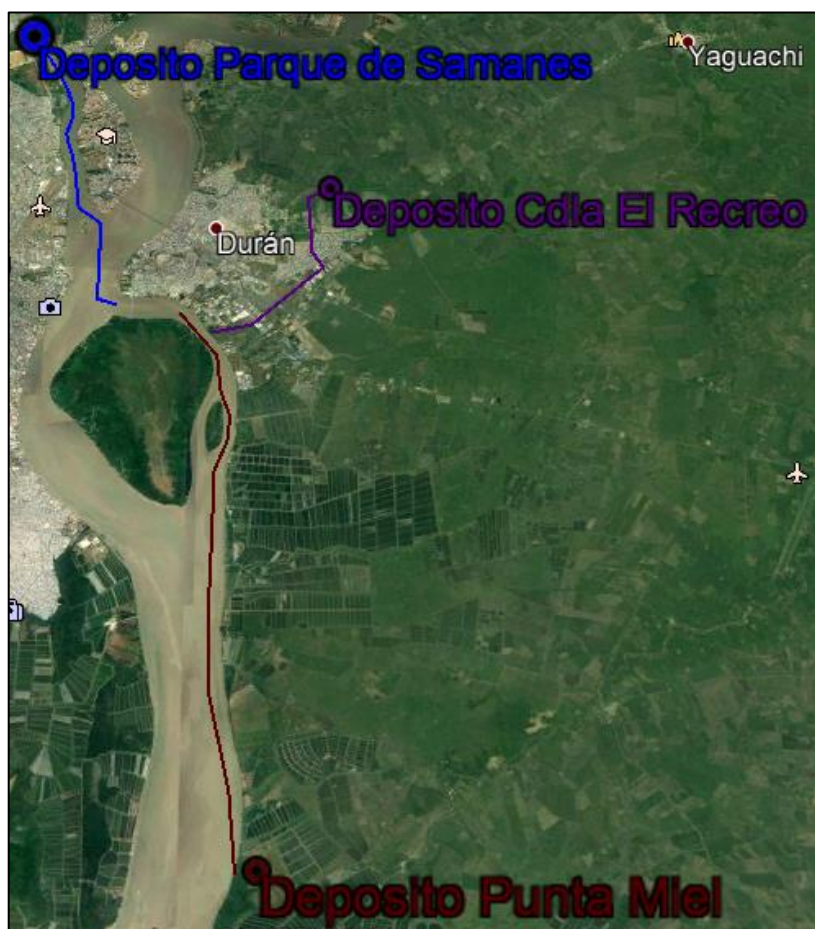 Yaguachi
Deposito Parque de Samanes
Deposito Cdla El Recreo
Durán
Deposito Punta Miel